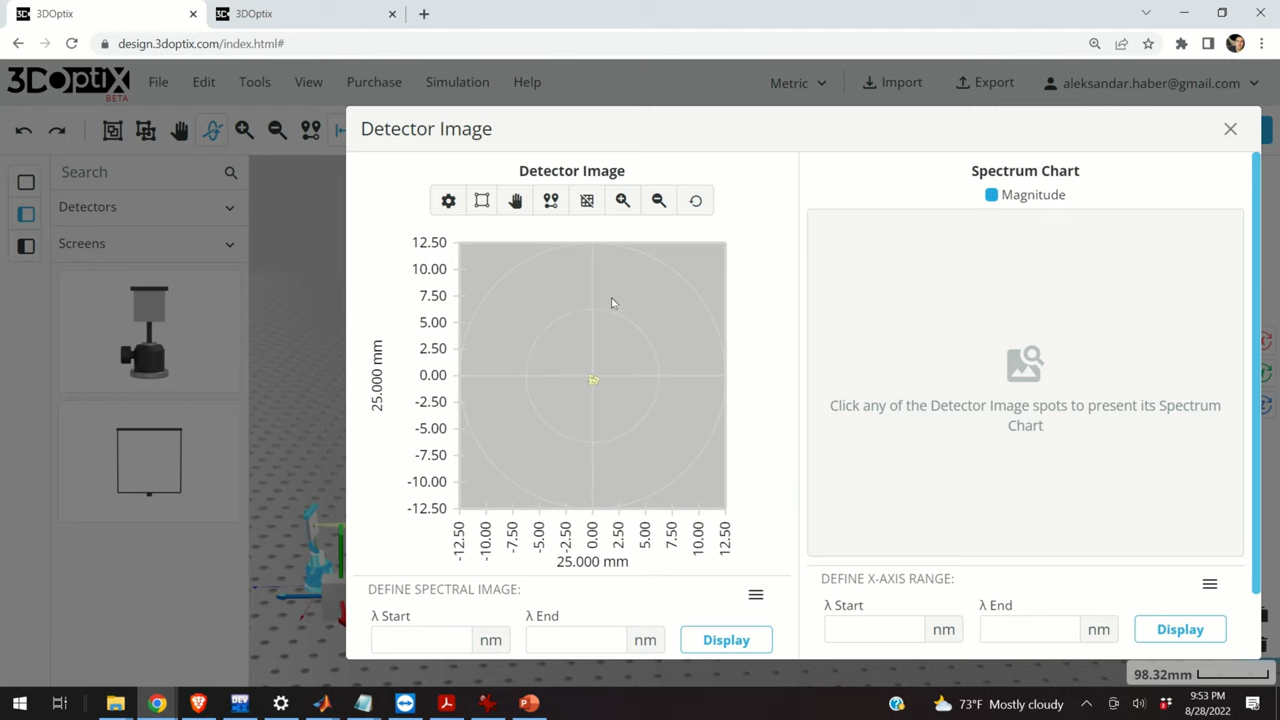 3DOptix
3DOptix
design.3doptix.com/index.html#
3DOptiX
BETA
File Edit Tools View Purchase Simulation Help
Metric
Import
Export
aleksandar.haber@gmail.com
Search
Detectors
Screens
Detector Image
Detector Image
12.50
10.00
7.50
5.00
2.50
0.00
-2.50
-5.00
-7.50
-10.00
-12.50
25.000 mm
-12.50 -10.00 -7.50 -5.00 -2.50 0.00 2.50 5.00 7.50 10.00 12.50
25.000 mm
DEFINE SPECTRAL IMAGE:
λ Start λ End
nm nm Display
Spectrum Chart
Magnitude
Click any of the Detector Image spots to present its Spectrum
Chart
DEFINE X-AXIS RANGE:
λ Start λ End
nm nm Display
98.32mm
DEV
73°F Mostly cloudy
9:53 PM
8/28/2022